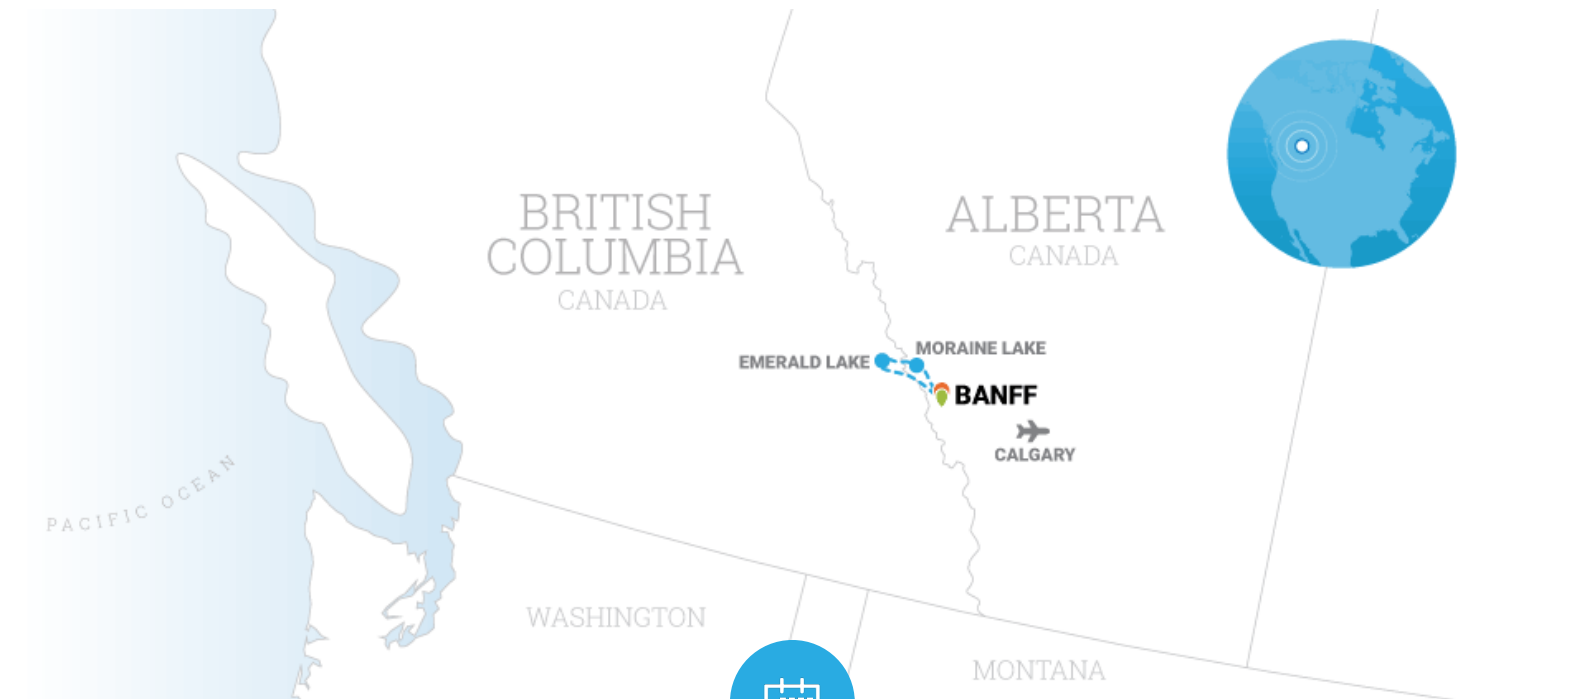 BRITISH
COLUMBIA
CANADA
ALBERTA
CANADA
MORAINE LAKE
EMERALD LAKE
BANFF
CALGARY
PACIFIC OCEAN
WASHINGTON
MONTANA